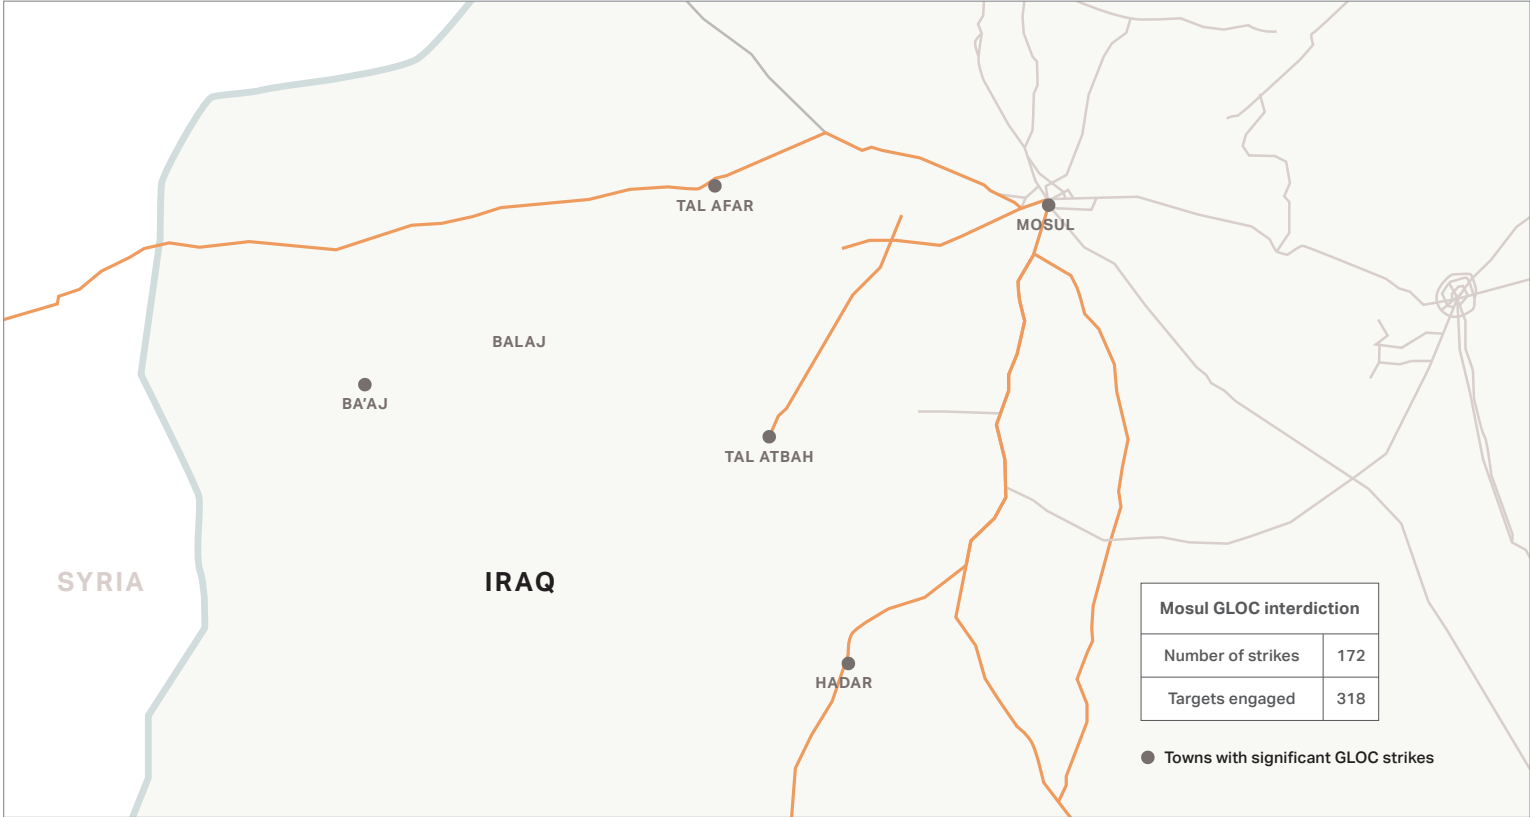 TAL AFAR
MOSUL
BALAJ
BA'AJ
TAL ATBAH
SYRIA
IRAQ
HADAR
Mosul GLOC interdiction
Number of strikes 172
Targets engaged 318
Towns with significant GLOC strikes